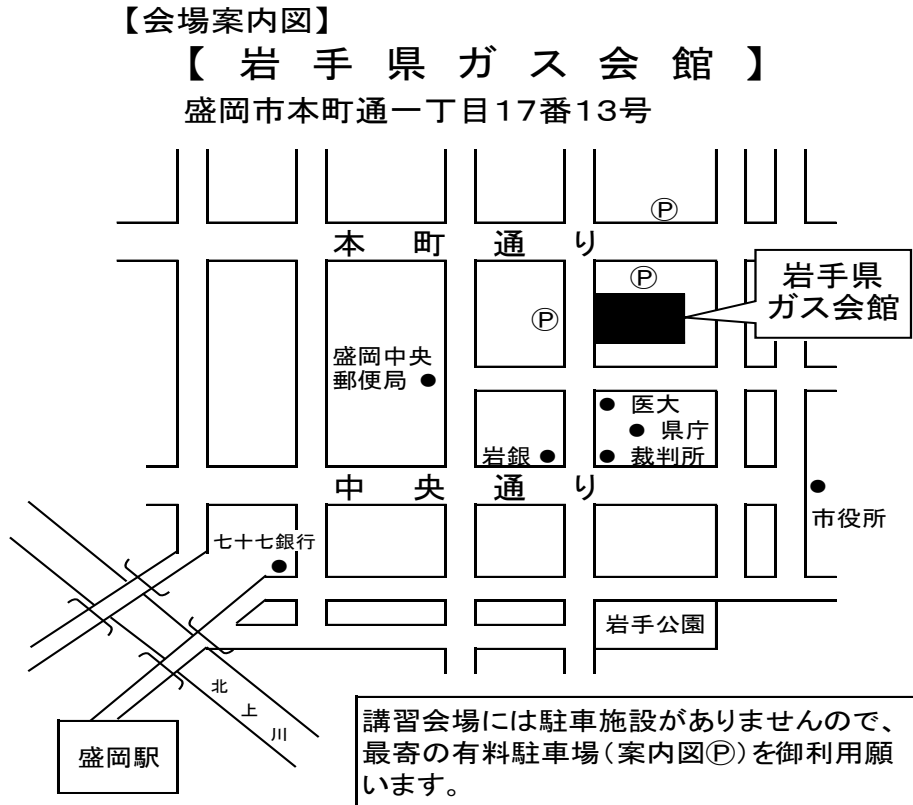 【会場案内図】
【 岩 手 県 ガ ス 会 館 】
盛岡市本町通一丁目17番13号
Ⓟ
本 町 通 り
Ⓟ
岩手県
ガス会館
Ⓟ
盛岡中央
郵便局
医大
県庁
岩銀
裁判所
中 央 通 り
市役所
七十七銀行
岩手公園
北
上
川
盛岡駅
講習会場には駐車施設がありませんので、
最寄の有料駐車場(案内図Ⓟ)を御利用願
います。